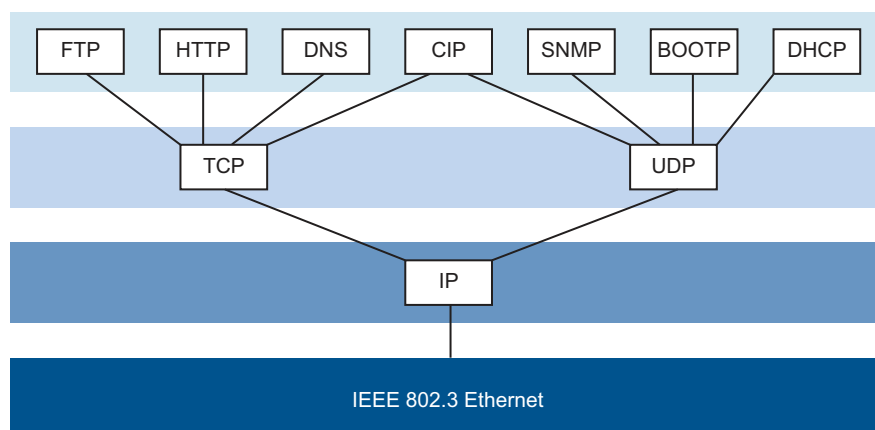 FTP HTTP DNS CIP SNMP BOOTP DHCP
TCP UDP
IP
IEEE 802.3 Ethernet